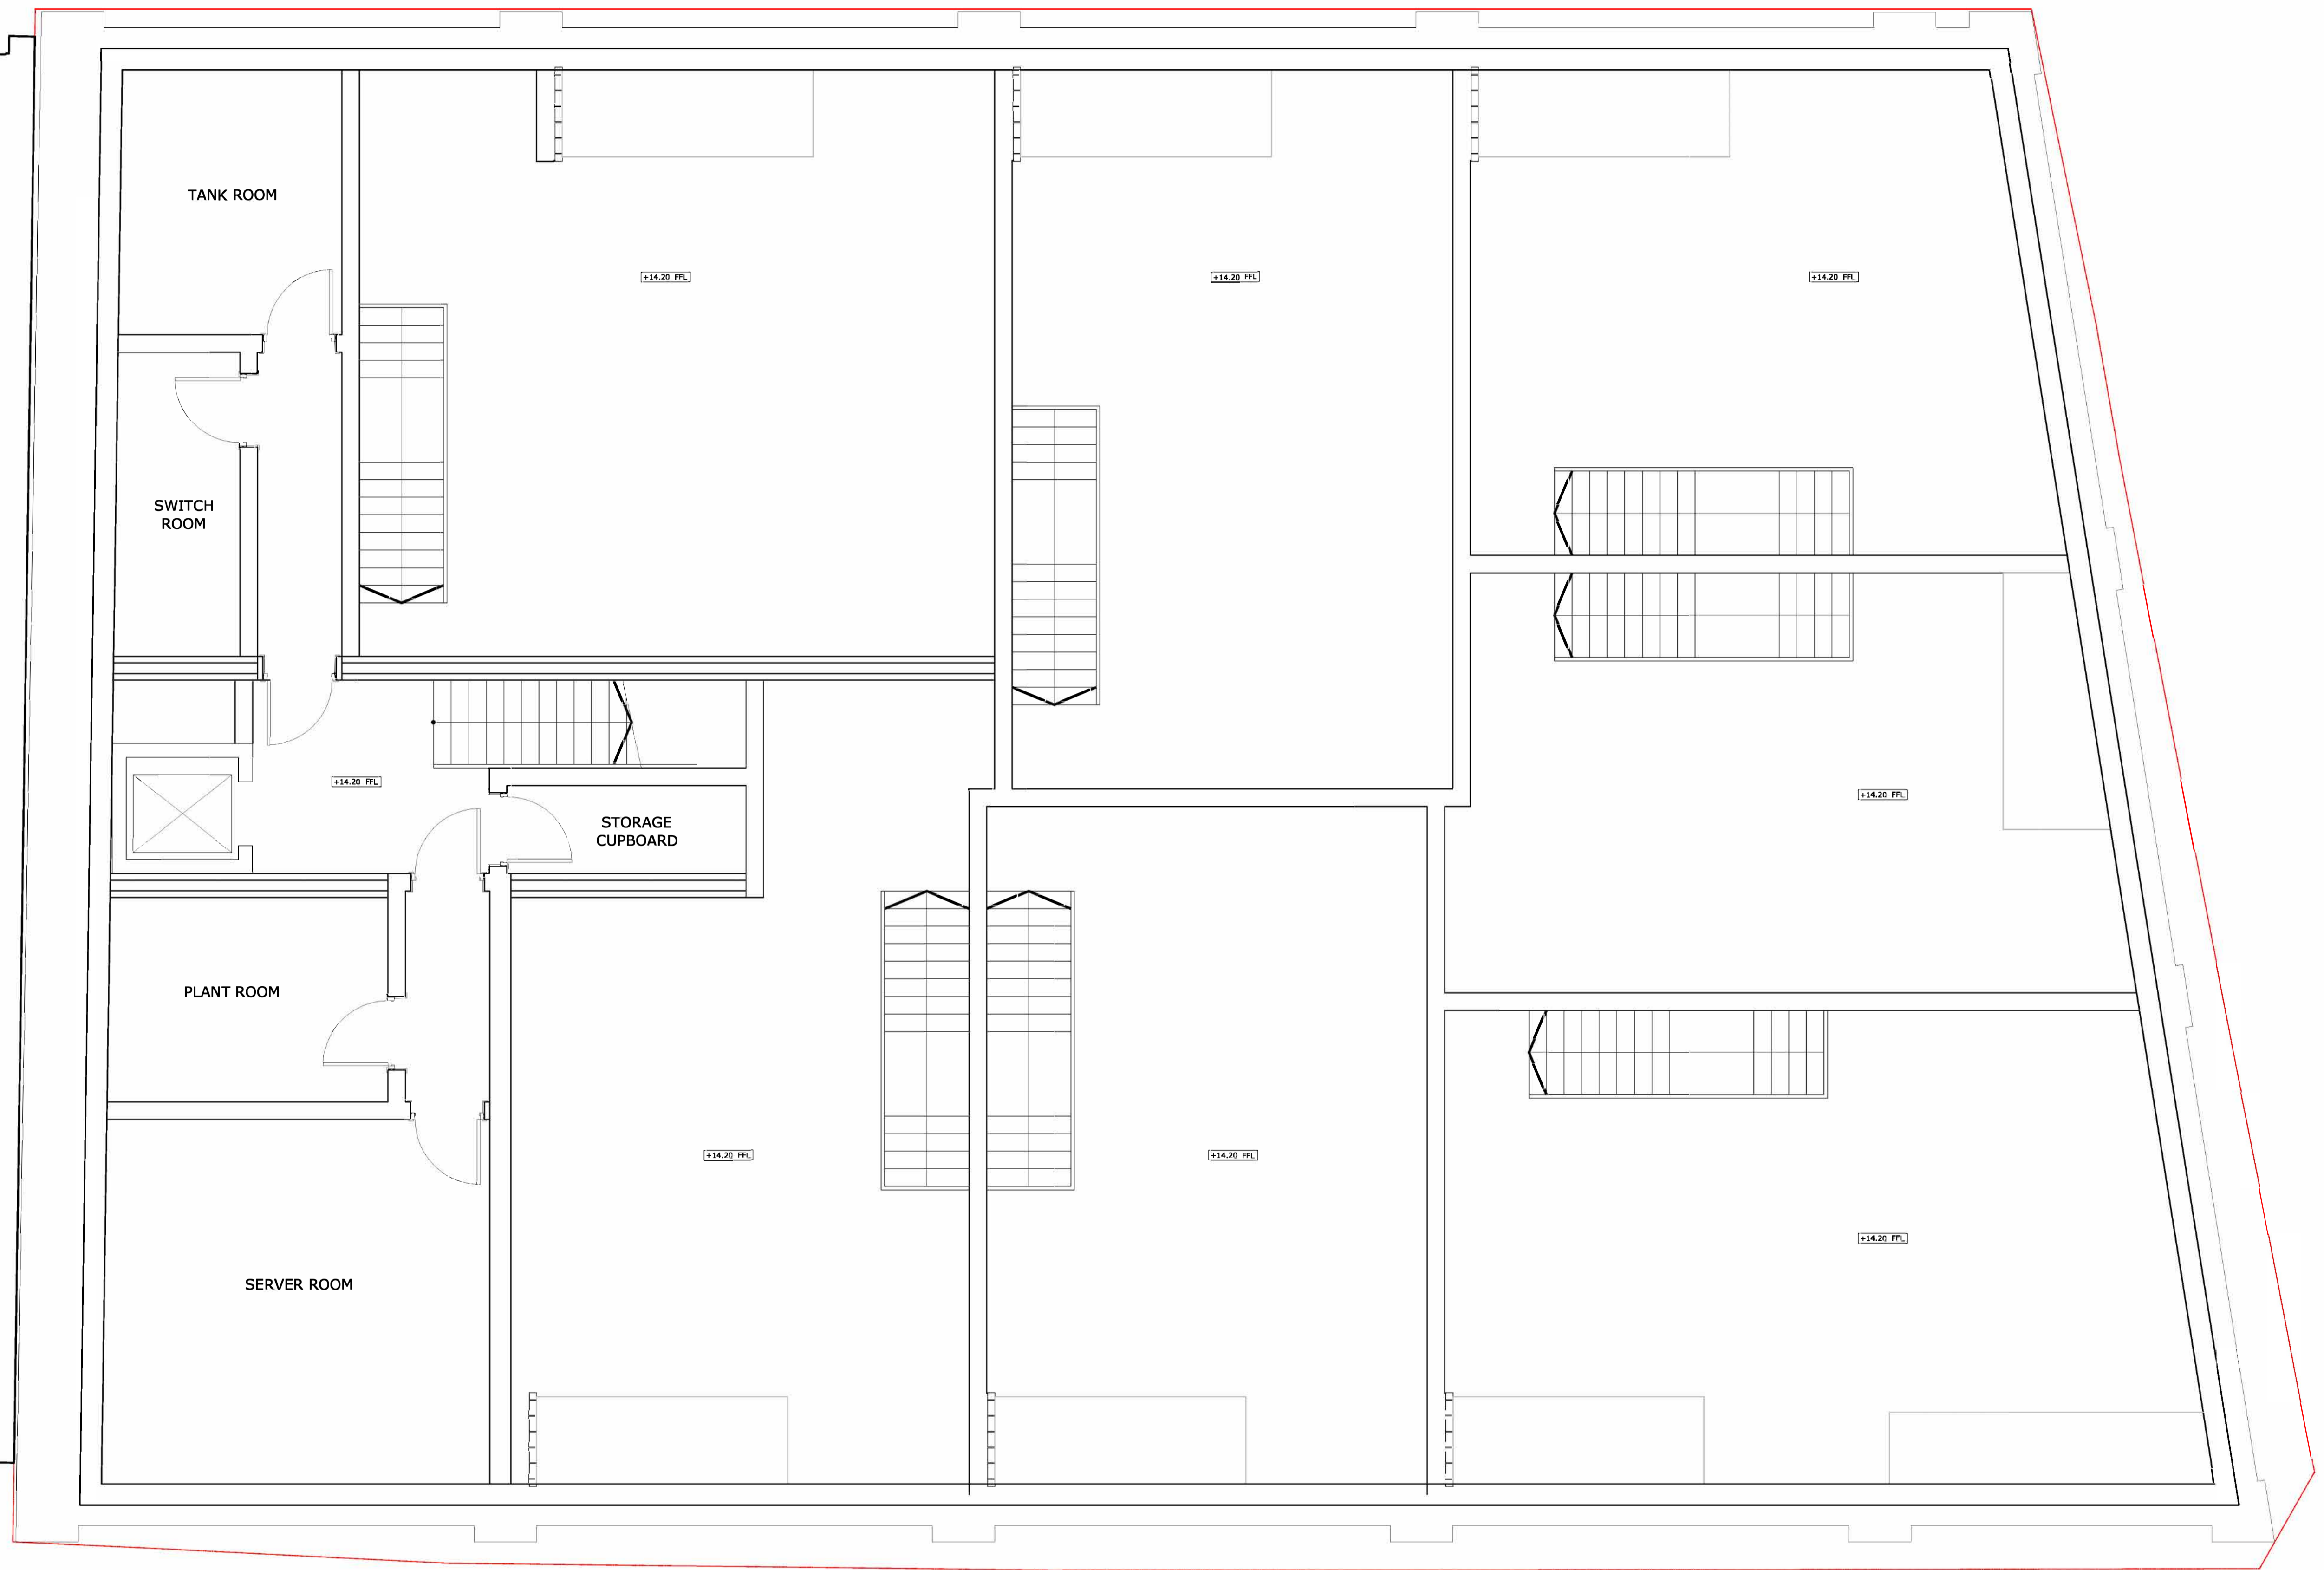 TANK ROOM
+14.20 FFL
+14.20 FFL
+14.20 FFL
SWITCH
ROOM
+14.20 FFL
+14.20 FFL
STORAGE
CUPBOARD
PLANT ROOM
+14.20 FFL
+14.20 FFL
+14.20 FFL
SERVER ROOM